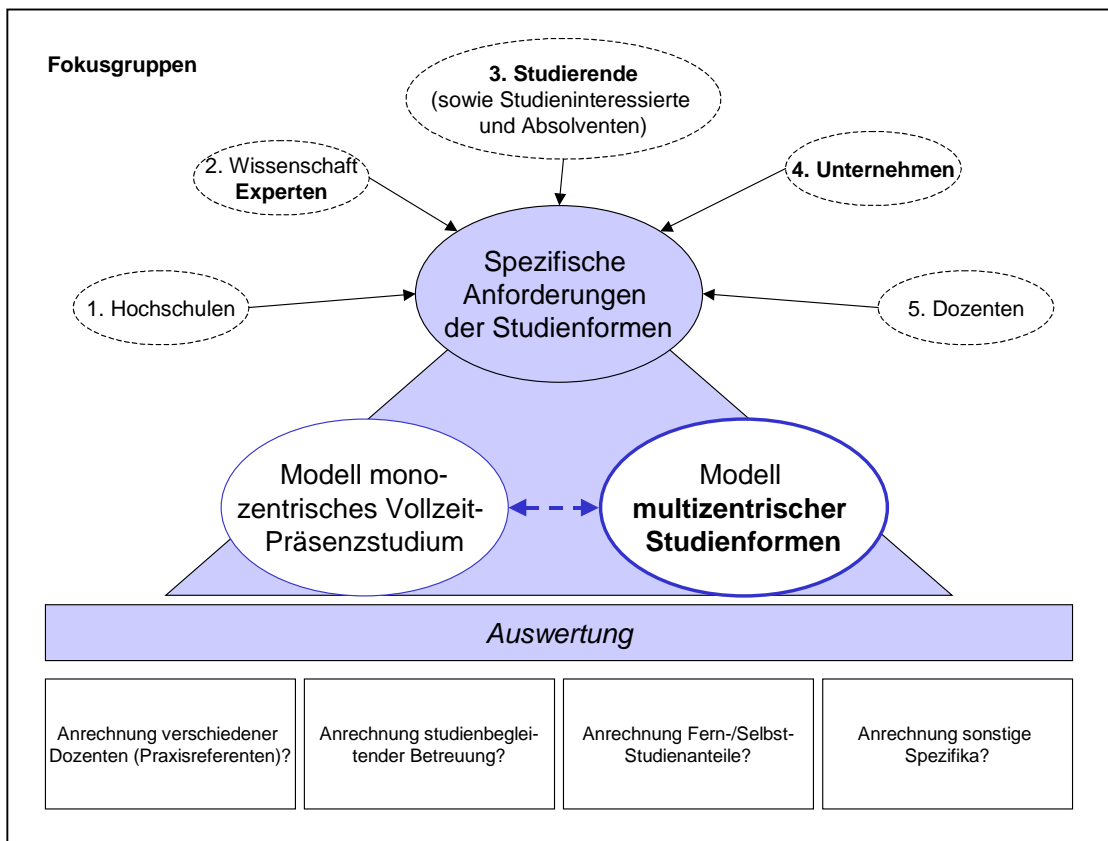 Fokusgruppen
3. Studierende
(sowie Studieninteressierte
und Absolventen)
2. Wissenschaft
Experten
4. Unternehmen
1. Hochschulen
5. Dozenten
Spezifische
Anforderungen
der Studienformen
Modell mono-
zentrisches Vollzeit-
Präsenzstudium
Modell
multizentrischer
Studienformen
Auswertung
Anrechnung verschiedener
Dozenten (Praxisreferenten)?
Anrechnung studienbeglei-
tender Betreuung?
Anrechnung Fern-/Selbst-
Studienanteile?
Anrechnung sonstige
Spezifika?